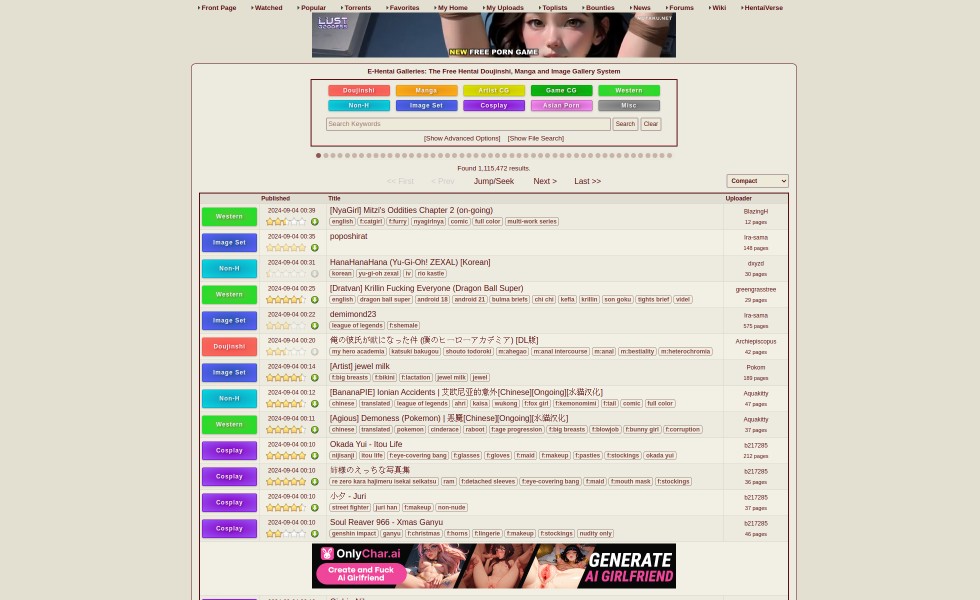 Front Page Watched Popular Torrents Favorites My Home My Uploads Toplists Bounties News Forums Wiki HentaiVerse
LUST GODDESS
NEW FREE PORN GAME
E-Hentai Galleries: The Free Hentai Doujinshi, Manga and Image Gallery System
Doujinshi Manga Artist CG Game CG Western
Non-H Image Set Cosplay Asian Porn Misc
Search Keywords Search Clear
[Show Advanced Options] [Show File Search]
Found 1,115,472 results.
<< First < Prev Jump/Seek Next > Last >> Compact
Published Title Uploader
Western 2024-09-04 00:39 [NyaGirl] Mitzi's Oddities Chapter 2 (on-going) BlazingH
english f:catgirl f:furry nyagirlnya comic full color multi-work series 12 pages
Image Set 2024-09-04 00:35 poposhirat Ira-sama
148 pages
Non-H 2024-09-04 00:31 HanaHanaHana (Yu-Gi-Oh! ZEXAL) [Korean] dxyzd
korean yu-gi-oh zexal iv rio kastle 30 pages
Western 2024-09-04 00:25 [Dratvan] Krillin Fucking Everyone (Dragon Ball Super) greengrasstree
english dragon ball super android 18 android 21 bulma briefs chi chi kefla krillin son goku tights brief videl 29 pages
Image Set 2024-09-04 00:22 demimond23 Ira-sama
league of legends f:shemale 575 pages
Doujinshi 2024-09-04 00:20 俺の彼氏が獣になった件 (僕のヒーローアカデミア) [DL版] Archiepiscopus
my hero academia katsuki bakugou shouto todoroki m:ahegao m:anal intercourse m:anal m:bestiality m:heterochromia 42 pages
Image Set 2024-09-04 00:14 [Artist] jewel milk Pokom
f:big breasts f:bikini f:lactation jewel milk jewel 189 pages
Non-H 2024-09-04 00:12 [BananaPIE] Ionian Accidents | 艾欧尼亚的意外[Chinese][Ongoing][水猫汉化] Aquakitty
chinese translated league of legends ahri kaisa wukong f:fox girl f:kemonomimi f:tail comic full color 47 pages
Western 2024-09-04 00:11 [Agious] Demoness (Pokemon) | 恶魔[Chinese][Ongoing][水猫汉化] Aquakitty
chinese translated pokemon cinderace raboot f:age progression f:big breasts f:blowjob f:bunny girl f:corruption 37 pages
Cosplay 2024-09-04 00:10 Okada Yui - Itou Life b217285
nijisanji itou life f:eye-covering bang f:glasses f:gloves f:maid f:makeup f:pasties f:stockings okada yui 212 pages
Cosplay 2024-09-04 00:10 姉様のえっちな写真集 b217285
re zero kara hajimeru isekai seikatsu ram f:detached sleeves f:eye-covering bang f:maid f:mouth mask f:stockings 36 pages
Cosplay 2024-09-04 00:10 小夕 - Juri b217285
street fighter juri han f:makeup non-nude 37 pages
Cosplay 2024-09-04 00:10 Soul Reaver 966 - Xmas Ganyu b217285
genshin impact ganyu f:christmas f:horns f:lingerie f:makeup f:stockings nudity only 46 pages
OnlyChar.ai
Create and Fuck
Ai Girlfriend
GENERATE
AI GIRLFRIEND